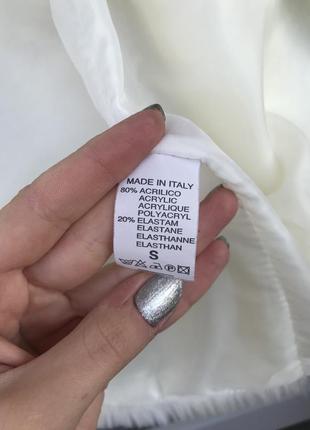 MADE IN ITALY
80% ACRILICO
ACRYLIC
ACRYLIQUE
POLYACRYL
20% ELASTAM
ELASTANE
ELASTHANNE
ELASTHAN
S